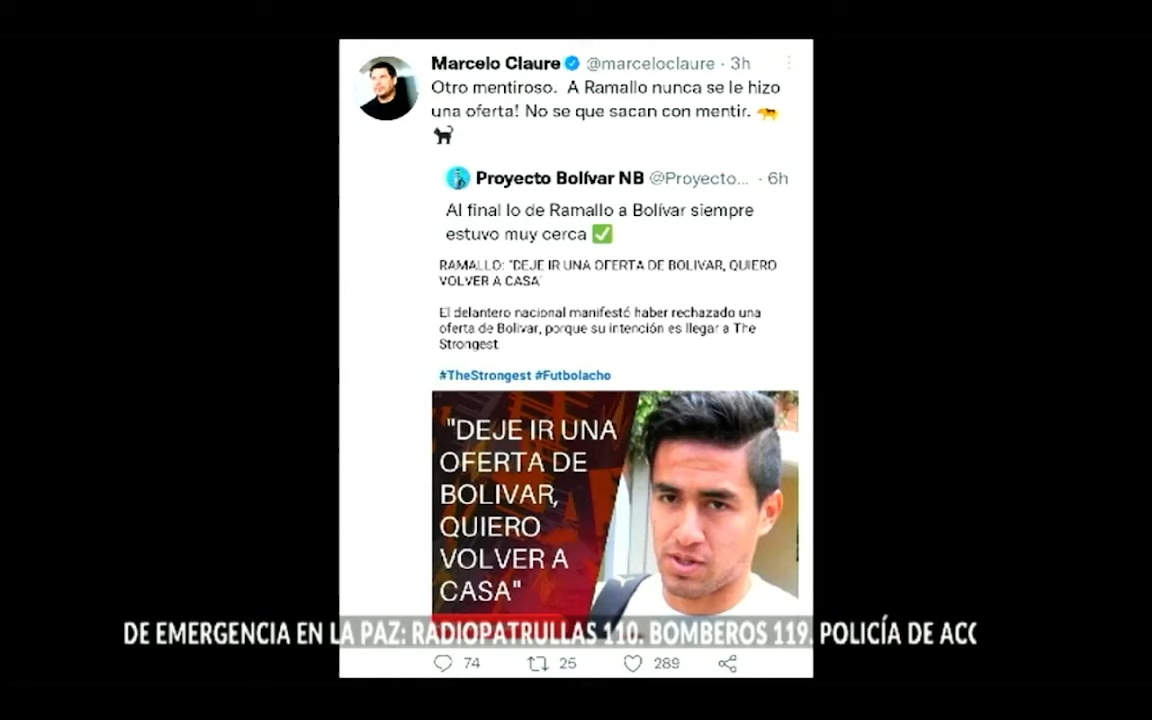 Marcelo Claure @marceloclaure · 3h
Otro mentiroso. A Ramallo nunca se le hizo
una oferta! No se que sacan con mentir. 🐆
🐈‍⬛
Proyecto Bolívar NB @Proyecto... · 6h
Al final lo de Ramallo a Bolívar siempre
estuvo muy cerca ✅
RAMALLO: "DEJE IR UNA OFERTA DE BOLIVAR, QUIERO
VOLVER A CASA"
El delantero nacional manifestó haber rechazado una
oferta de Bolivar, porque su intención es llegar a The
Strongest
#TheStrongest #Futbolacho
"DEJE IR UNA
OFERTA DE
BOLIVAR,
QUIERO
VOLVER A
CASA"
DE EMERGENCIA EN LA PAZ: RADIOPATRULLAS 110. BOMBEROS 119. POLICÍA DE ACC
74 25 289